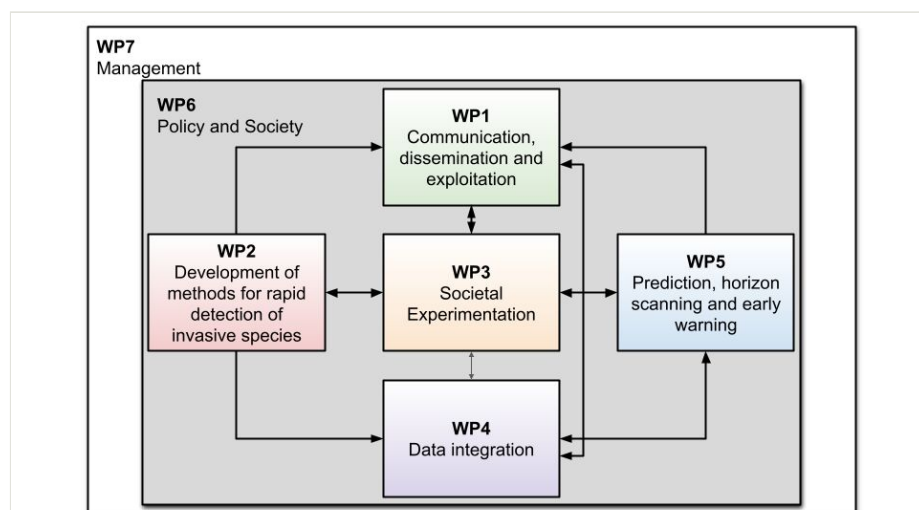 WP7
Management
WP6
Policy and Society
WP1
Communication,
dissemination and
exploitation
WP2
Development of
methods for rapid
detection of
invasive species
WP3
Societal
Experimentation
WP5
Prediction, horizon
scanning and early
warning
WP4
Data integration